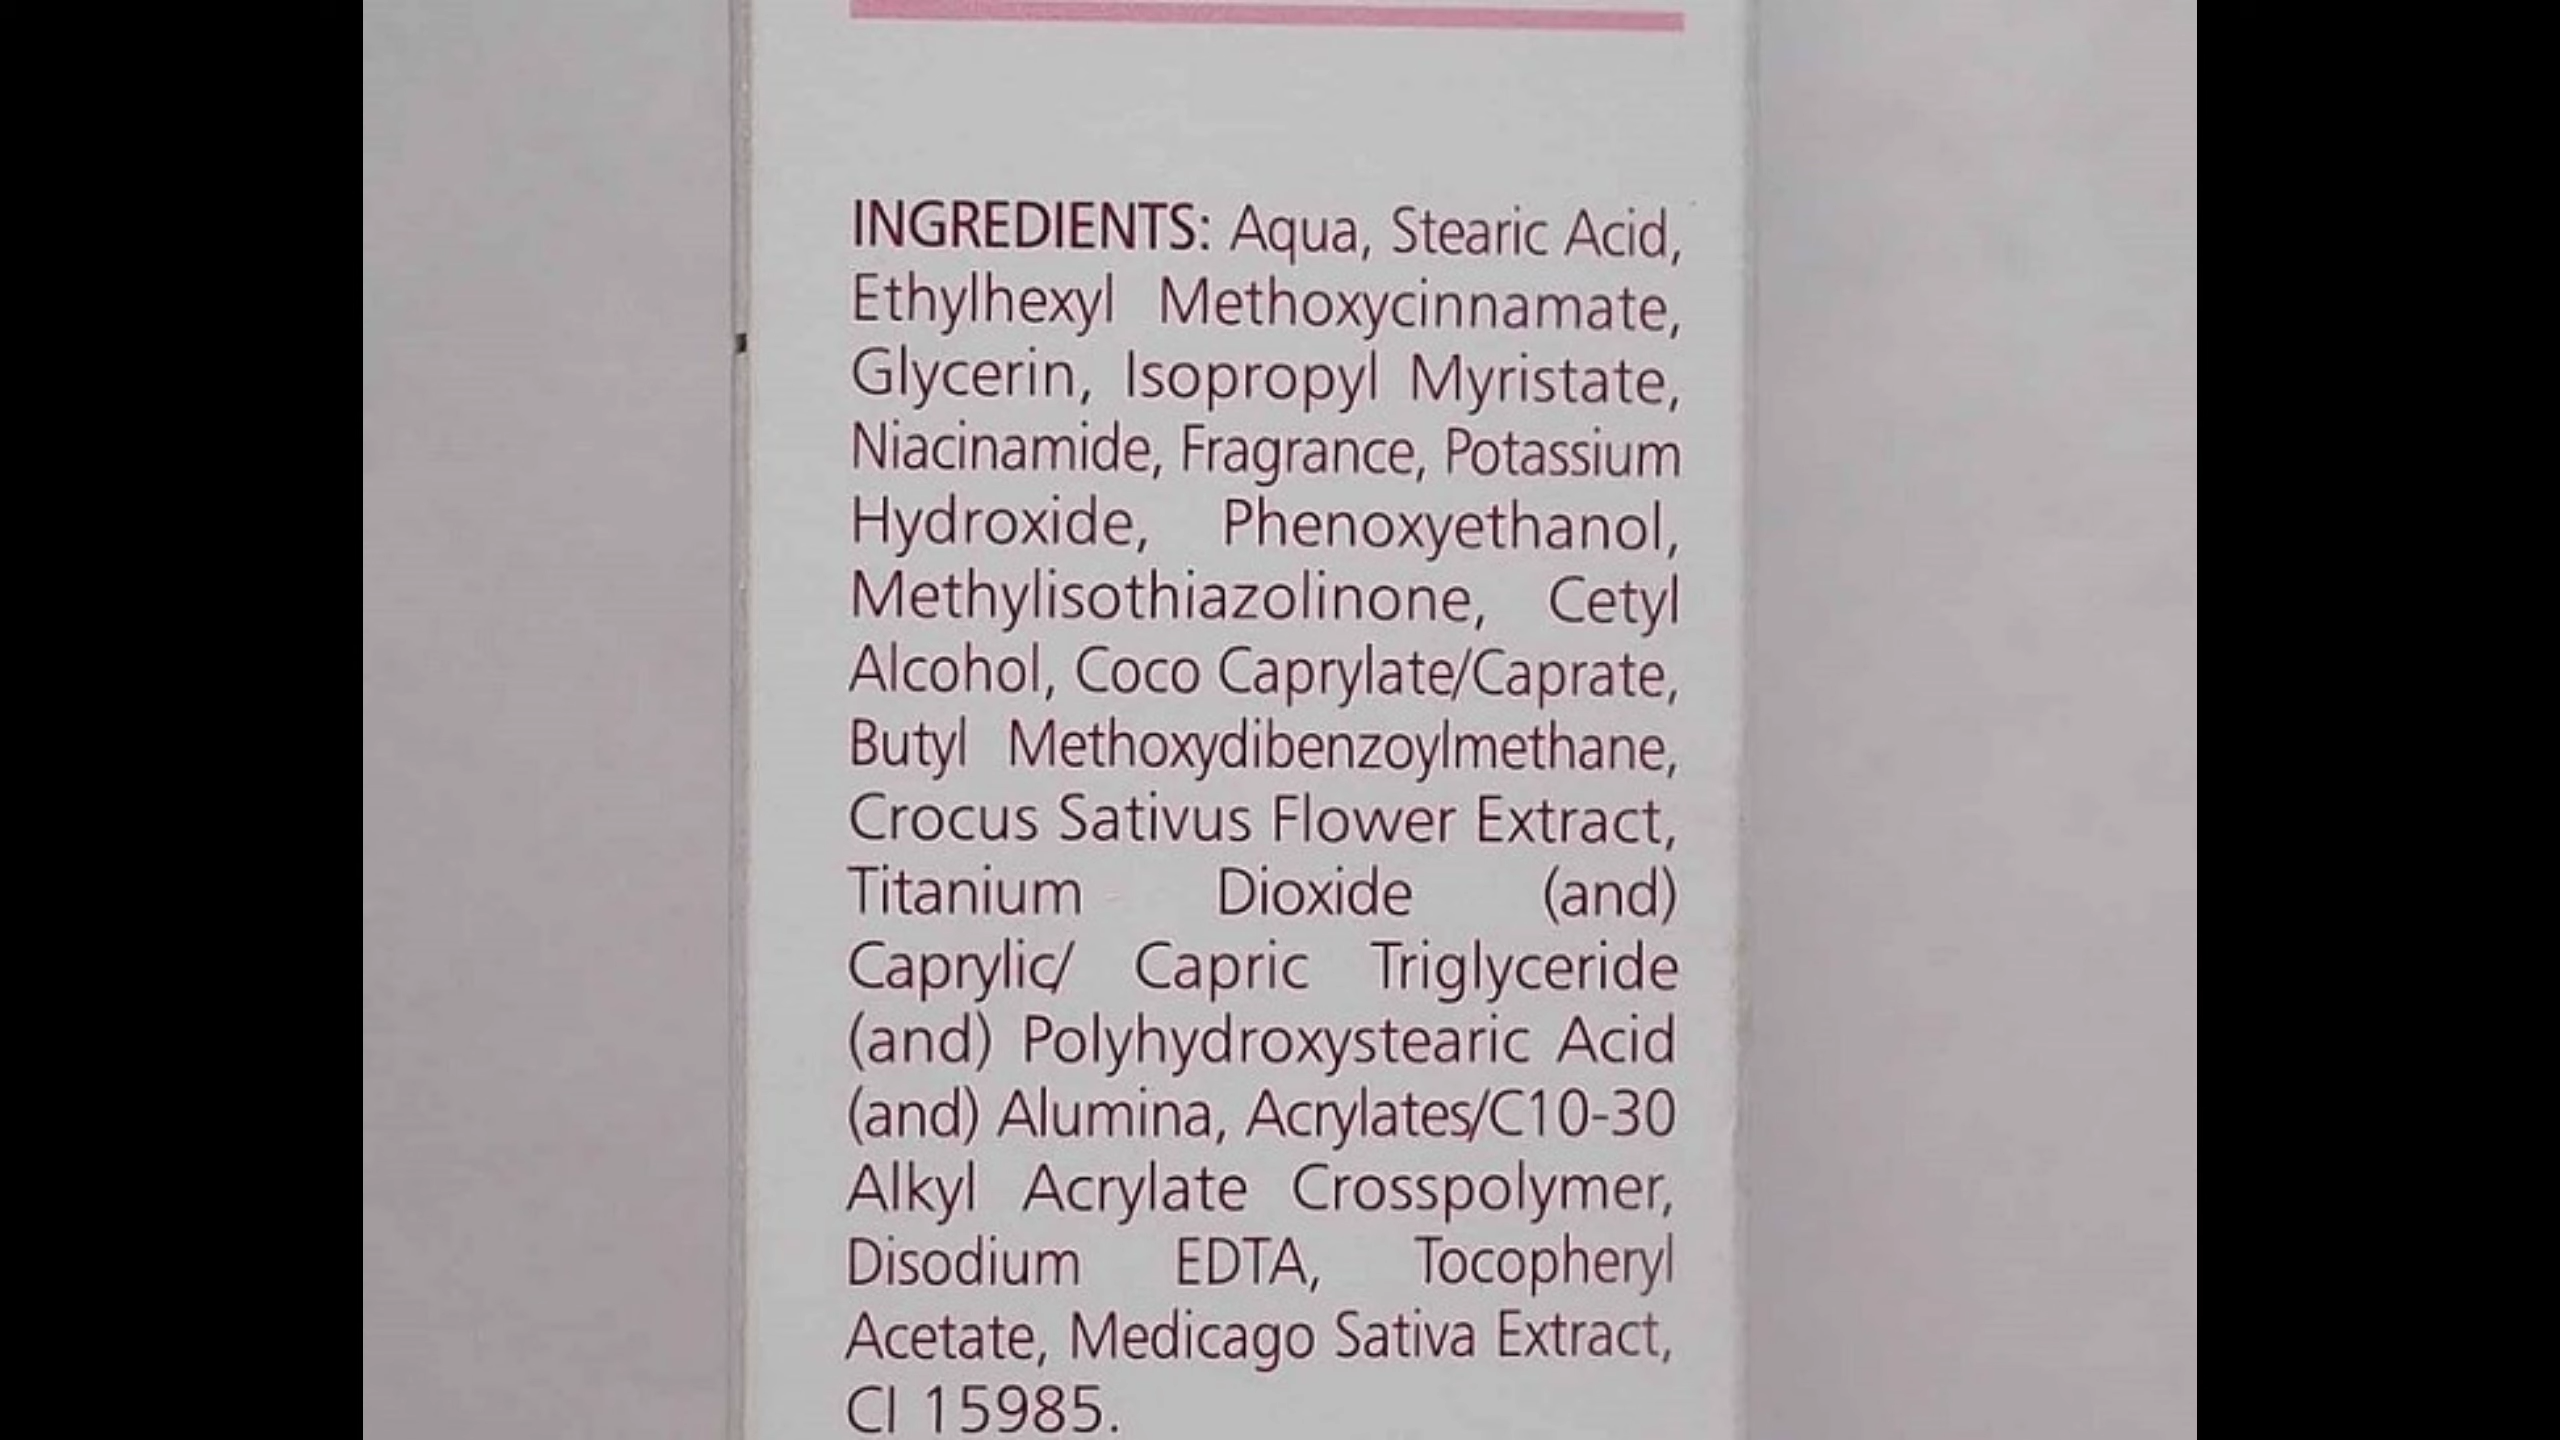 INGREDIENTS: Aqua, Stearic Acid,
Ethylhexyl Methoxycinnamate,
Glycerin, Isopropyl Myristate,
Niacinamide, Fragrance, Potassium
Hydroxide, Phenoxyethanol,
Methylisothiazolinone, Cetyl
Alcohol, Coco Caprylate/Caprate,
Butyl Methoxydibenzoylmethane,
Crocus Sativus Flower Extract,
Titanium Dioxide (and)
Caprylic/ Capric Triglyceride
(and) Polyhydroxystearic Acid
(and) Alumina, Acrylates/C10-30
Alkyl Acrylate Crosspolymer,
Disodium EDTA, Tocopheryl
Acetate, Medicago Sativa Extract,
CI 15985.